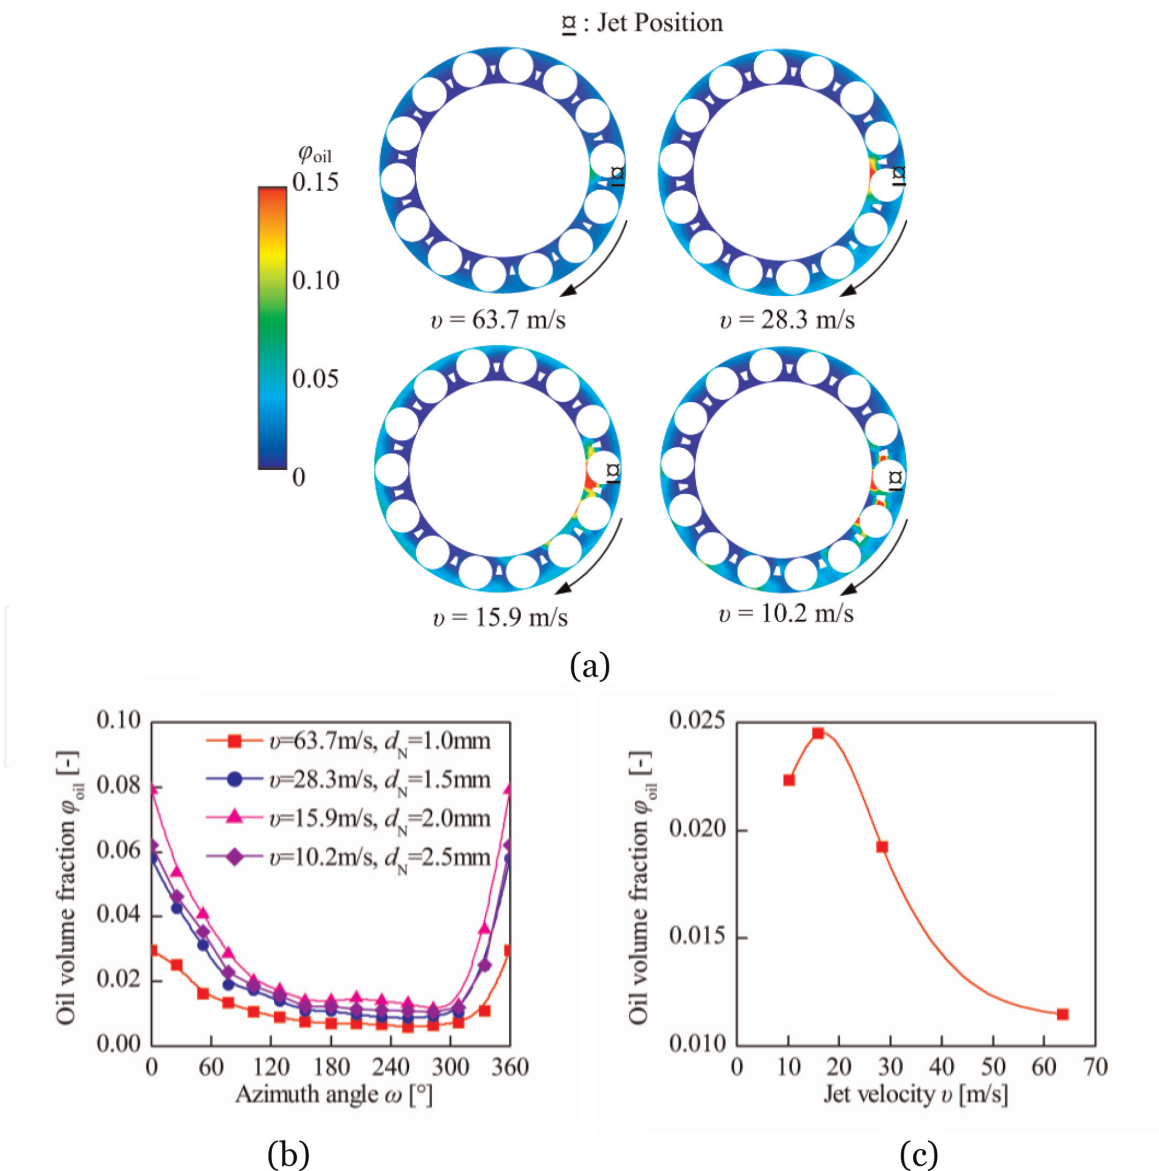 ¤ : Jet Position
φoil
0.15
0.10
0.05
0
¤
¤
υ = 63.7 m/s
υ = 28.3 m/s
¤
¤
υ = 15.9 m/s
υ = 10.2 m/s
(a)
Oil volume fraction φoil [-]
0.10
0.08
0.06
0.04
0.02
0.00
υ=63.7m/s, dN=1.0mm
υ=28.3m/s, dN=1.5mm
υ=15.9m/s, dN=2.0mm
υ=10.2m/s, dN=2.5mm
0 60 120 180 240 300 360
Azimuth angle ω [°]
(b)
Oil volume fraction φoil [-]
0.025
0.020
0.015
0.010
0 10 20 30 40 50 60 70
Jet velocity υ [m/s]
(c)